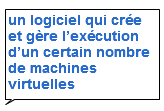 un logiciel qui crée
et gère l’exécution
d’un certain nombre
de machines
virtuelles